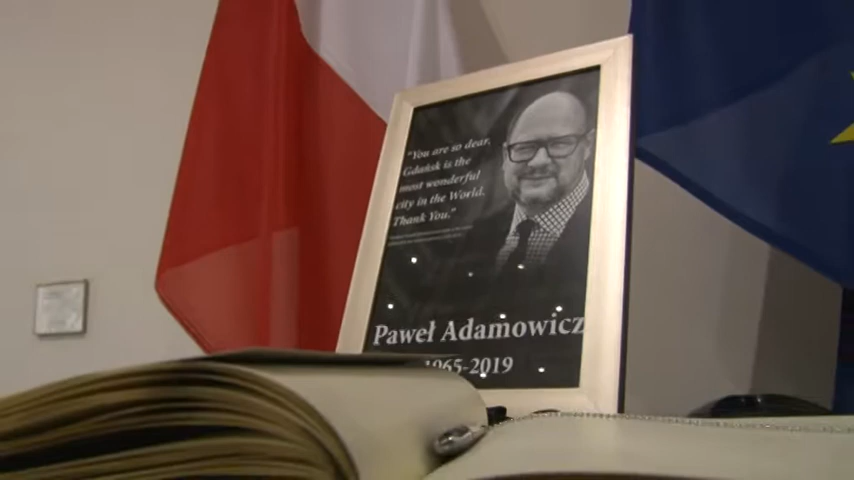 "You are so dear,
Gdańsk is the
most wonderful
city in the World.
Thank You."
Paweł Adamowicz
1965-2019